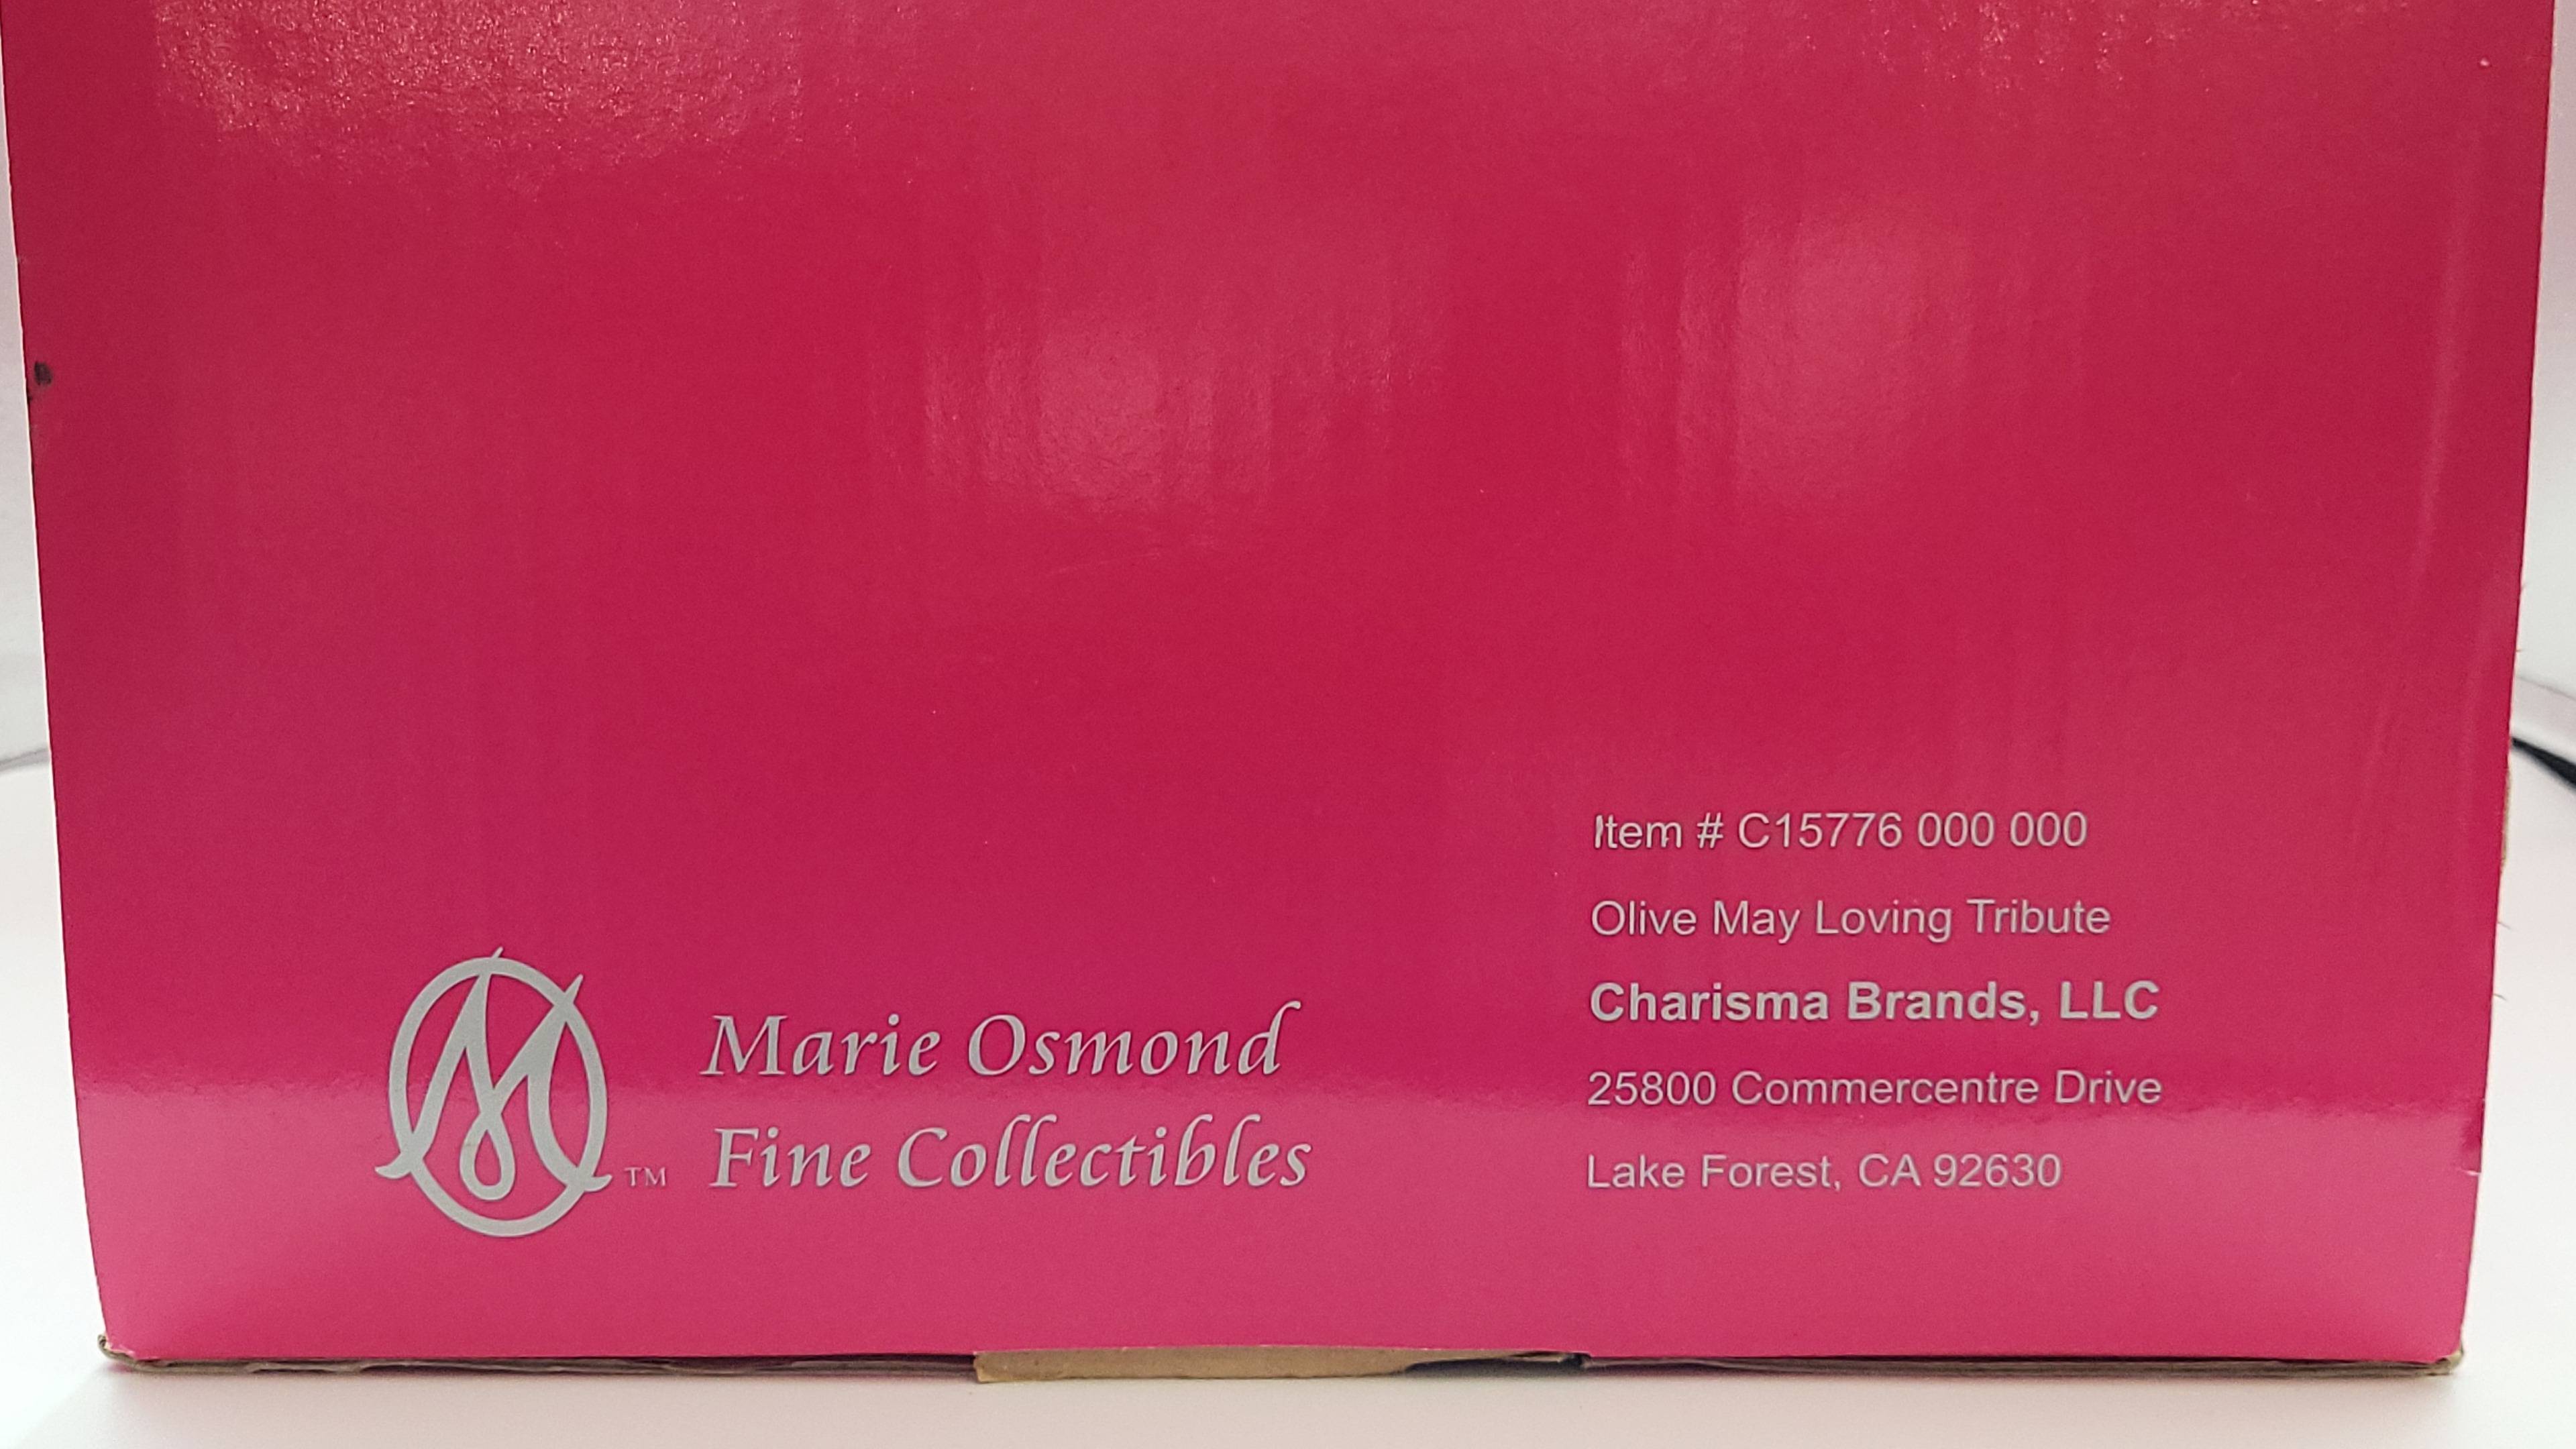 Item # C15776 000 000
Olive May Loving Tribute
Charisma Brands, LLC
25800 Commercentre Drive
Lake Forest, CA 92630
M TM
Marie Osmond
Fine Collectibles